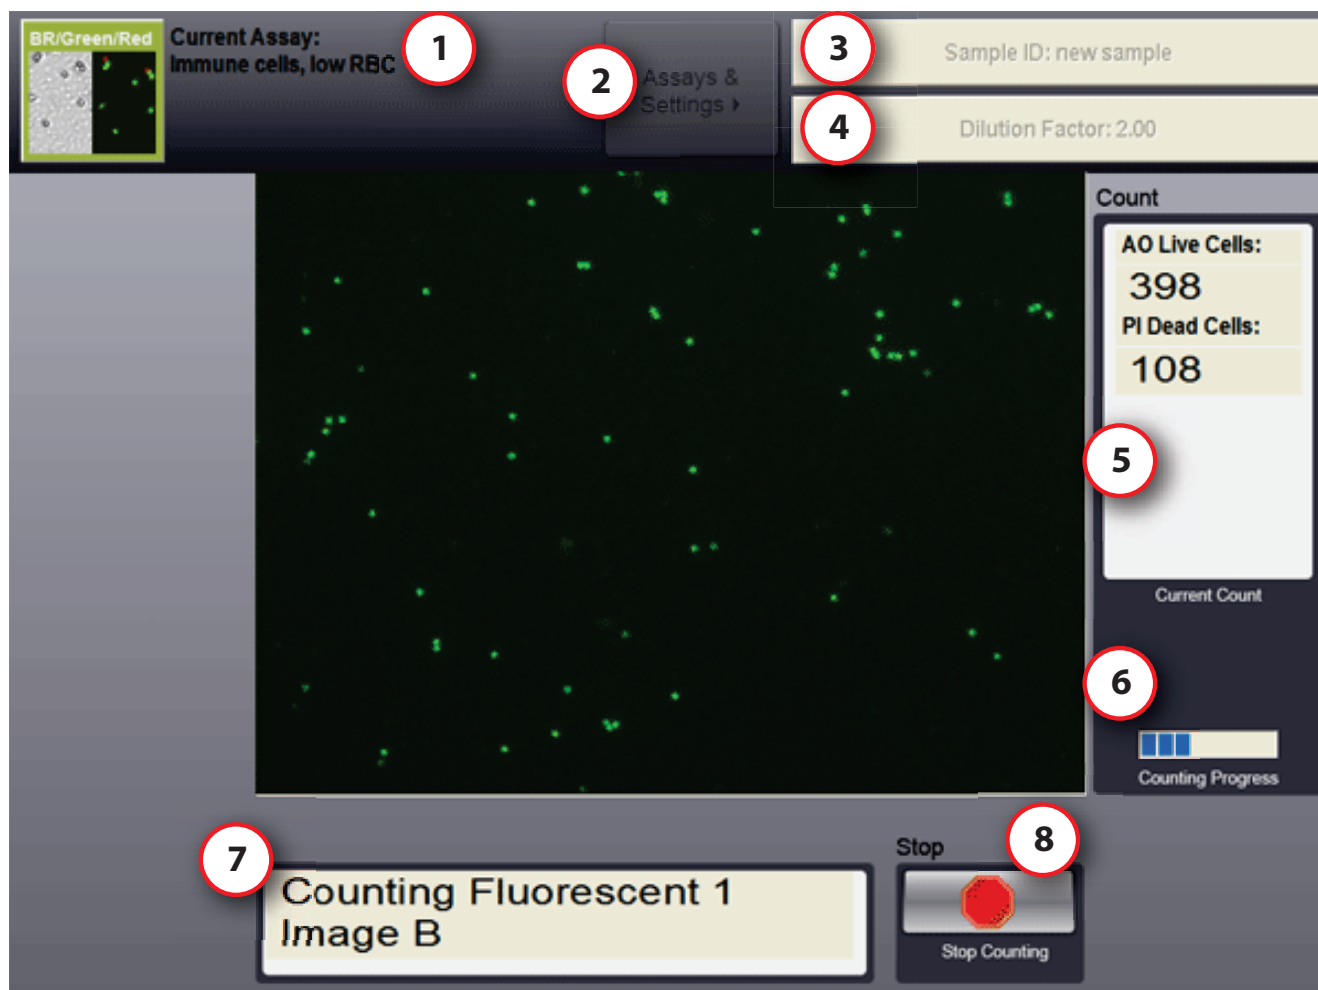 BR/Green/Red
Current Assay:
Immune cells, low RBC
1
2
Assays &
Settings
3
Sample ID: new sample
4
Dilution Factor: 2.00
Count
AO Live Cells:
398
PI Dead Cells:
108
5
Current Count
6
Counting Progress
7
Counting Fluorescent 1
Image B
Stop
8
Stop Counting